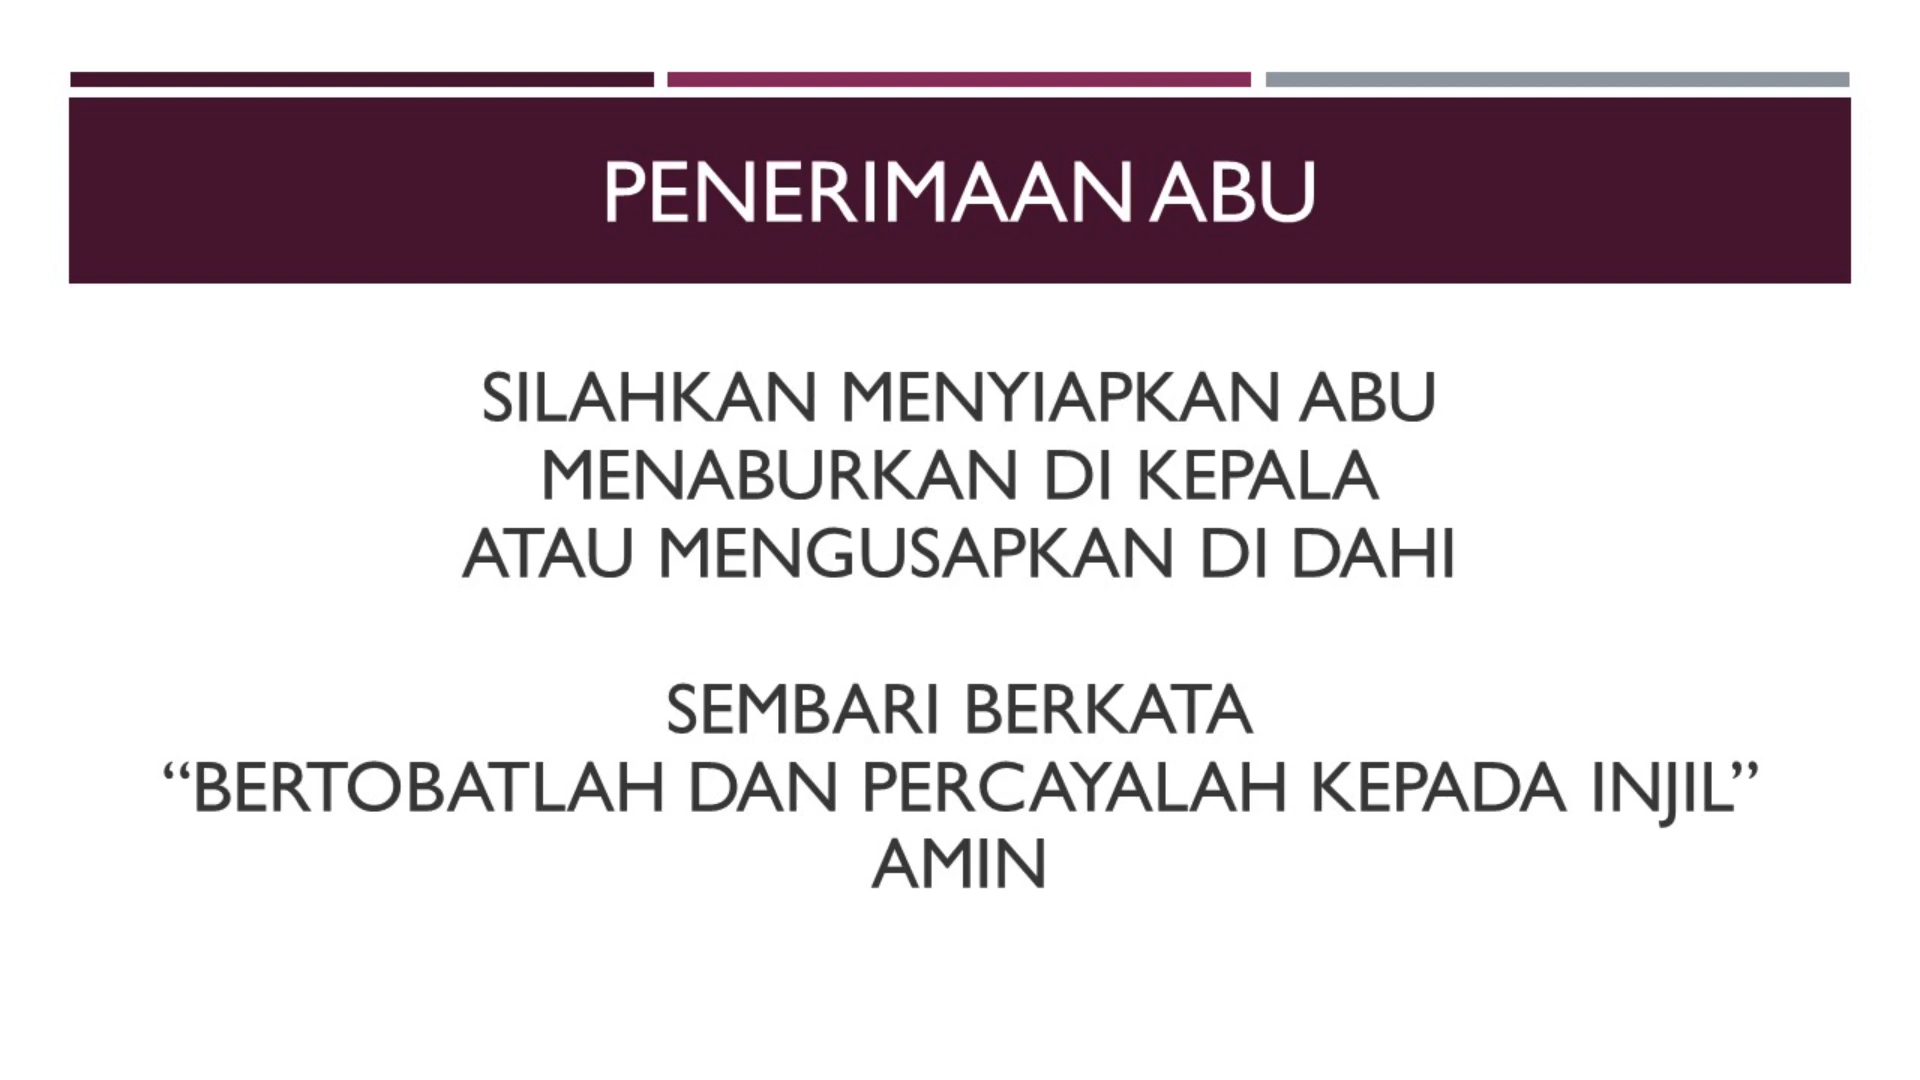 PENERIMAAN ABU
SILAHKAN MENYIAPKAN ABU
MENABURKAN DI KEPALA
ATAU MENGUSAPKAN DI DAHI
SEMBARI BERKATA
“BERTOBATLAH DAN PERCAYALAH KEPADA INJIL”
AMIN